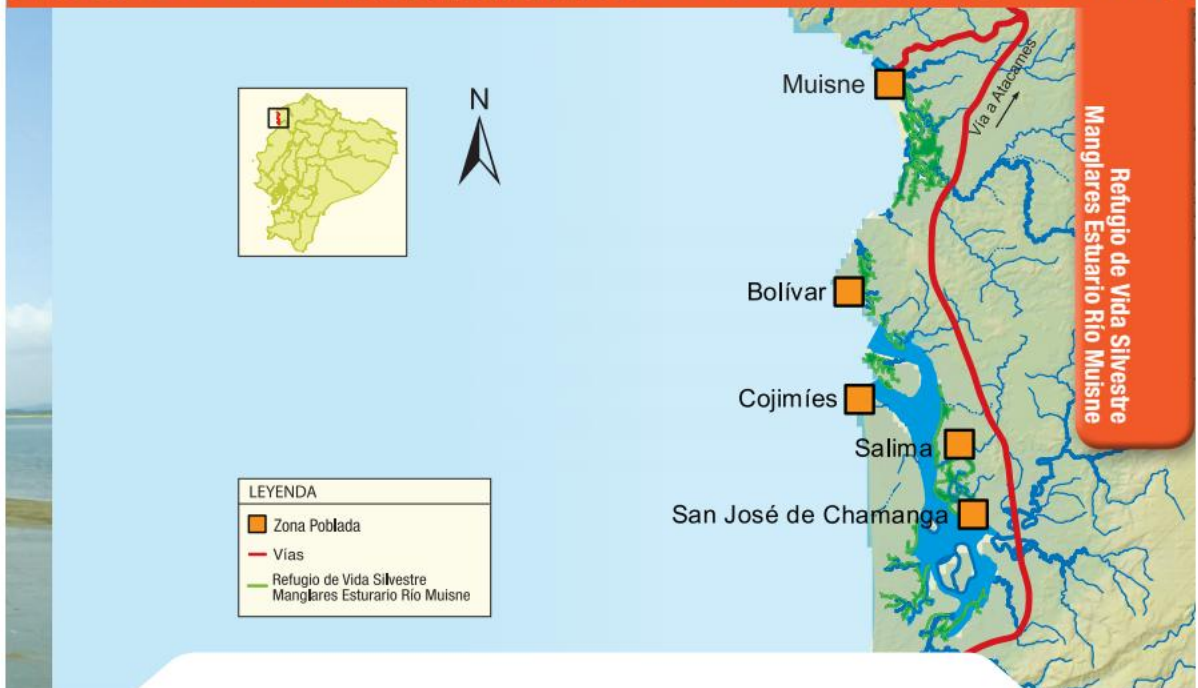 N
Muisne
Vía a Atacames
Refugio de Vida Silvestre
Manglares Estuario Río Muisne
Bolívar
Cojimíes
Salima
San José de Chamanga
LEYENDA
Zona Poblada
Vías
Refugio de Vida Silvestre
Manglares Esturario Río Muisne